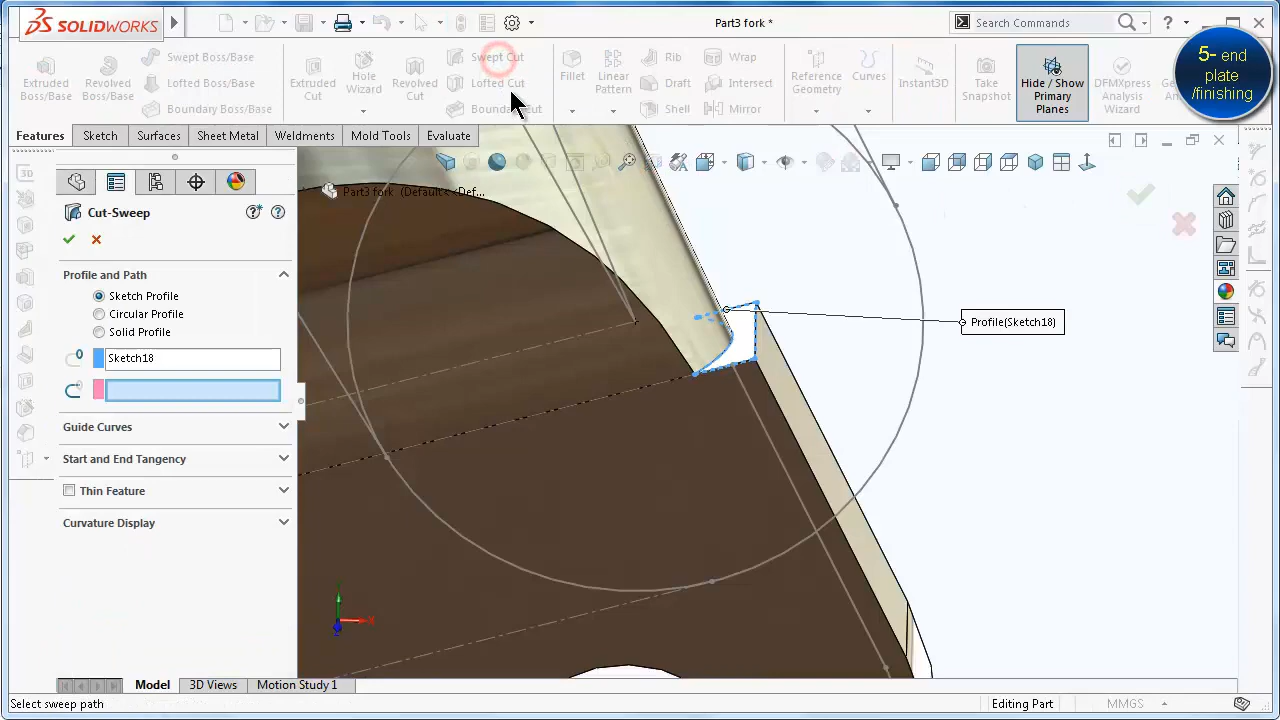 SOLIDWORKS
Part3 fork *
Search Commands
?
5- end
plate
/finishing
Extruded
Boss/Base
Revolved
Boss/Base
Swept Boss/Base
Lofted Boss/Base
Boundary Boss/Base
Extruded
Cut
Hole
Wizard
Revolved
Cut
Swept Cut
Lofted Cut
Fillet
Linear
Pattern
Rib
Draft
Shell
Wrap
Intersect
Mirror
Reference
Geometry
Curves
Instant3D
Take
Snapshot
Hide / Show
Primary
Planes
DFMXpress
Analysis
Wizard
Features
Sketch
Surfaces
Sheet Metal
Weldments
Mold Tools
Evaluate
Part3 fork (Default<<Def...
Cut-Sweep
Profile and Path
Sketch Profile
Circular Profile
Solid Profile
Sketch18
Guide Curves
Start and End Tangency
Thin Feature
Curvature Display
Profile(Sketch18)
X
Model
3D Views
Motion Study 1
Select sweep path
Editing Part
MMGS